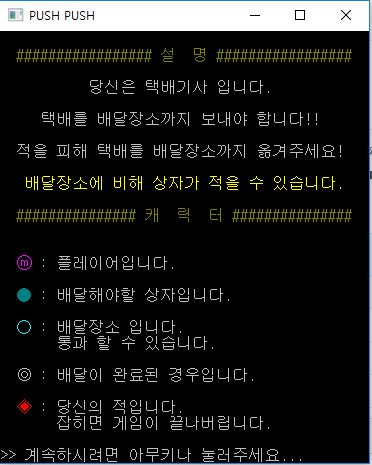 PUSH PUSH
################# 설 명 #################
당신은 택배기사 입니다.
택배를 배달장소까지 보내야 합니다!!
적을 피해 택배를 배달장소까지 옮겨주세요!
배달장소에 비해 상자가 적을 수 있습니다.
############### 캐 릭 터 ###############
ⓜ : 플레이어입니다.
● : 배달해야할 상자입니다.
○ : 배달장소 입니다.
통과 할 수 있습니다.
◎ : 배달이 완료된 경우입니다.
◈ : 당신의 적입니다.
잡히면 게임이 끝나버립니다.
>> 계속하시려면 아무키나 눌러주세요...